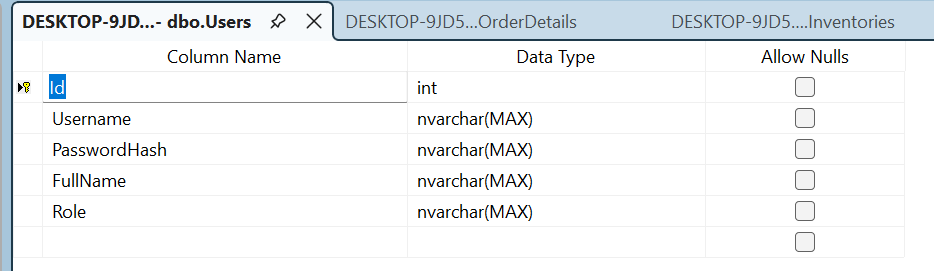 DESKTOP-9JD...- dbo.Users DESKTOP-9JD5...OrderDetails DESKTOP-9JD5....Inventories
Column Name Data Type Allow Nulls
Id int
Username nvarchar(MAX)
PasswordHash nvarchar(MAX)
FullName nvarchar(MAX)
Role nvarchar(MAX)